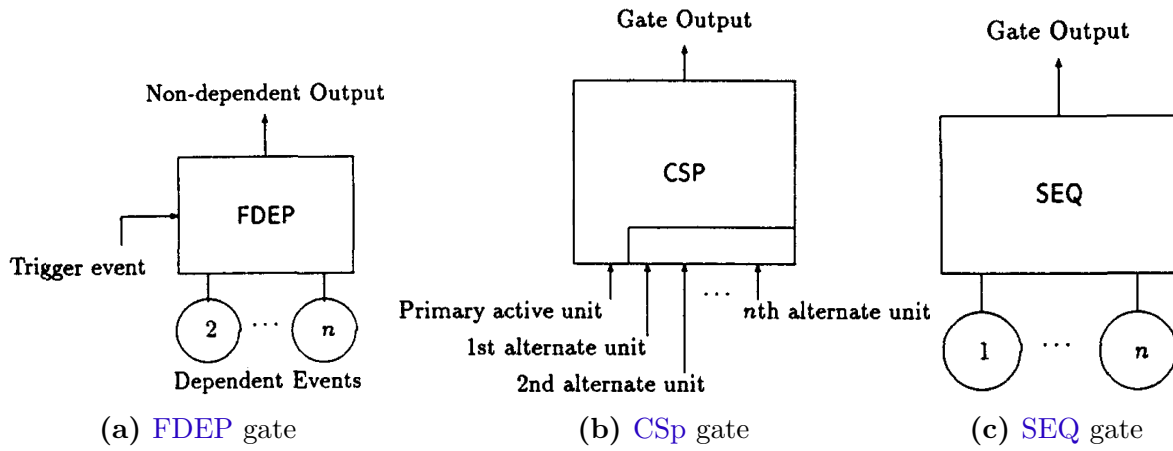 Non-dependent Output
FDEP
Trigger event
2 ··· n
Dependent Events
(a) FDEP gate
Gate Output
CSP
···
Primary active unit
nth alternate unit
1st alternate unit
2nd alternate unit
(b) CSp gate
Gate Output
SEQ
1 ··· n
(c) SEQ gate